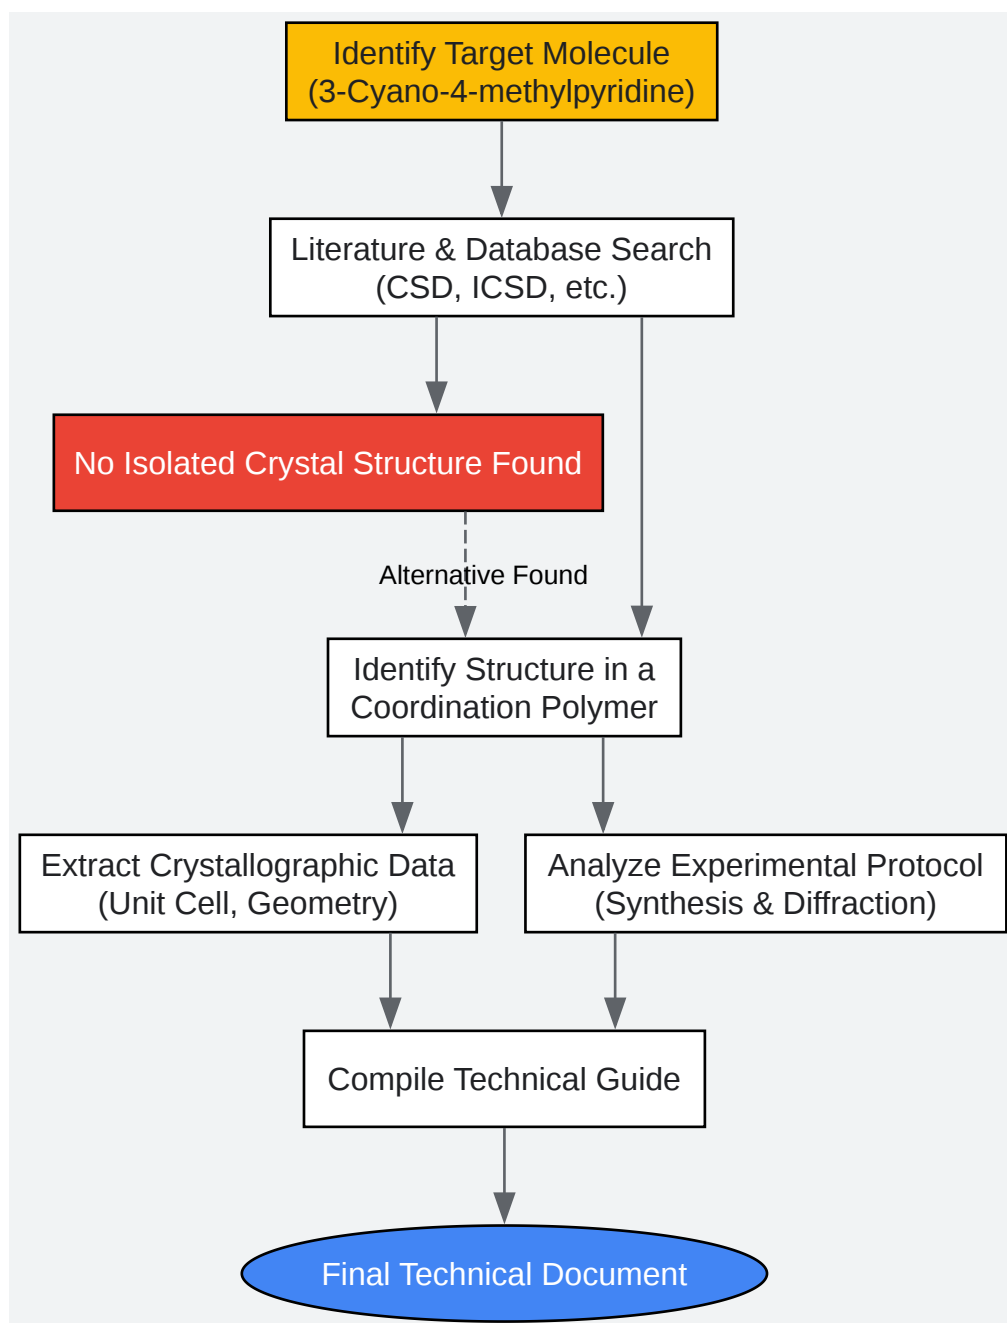 Identify Target Molecule
(3-Cyano-4-methylpyridine)
Literature & Database Search
(CSD, ICSD, etc.)
No Isolated Crystal Structure Found
Alternative Found
Identify Structure in a
Coordination Polymer
Extract Crystallographic Data
(Unit Cell, Geometry)
Analyze Experimental Protocol
(Synthesis & Diffraction)
Compile Technical Guide
Final Technical Document